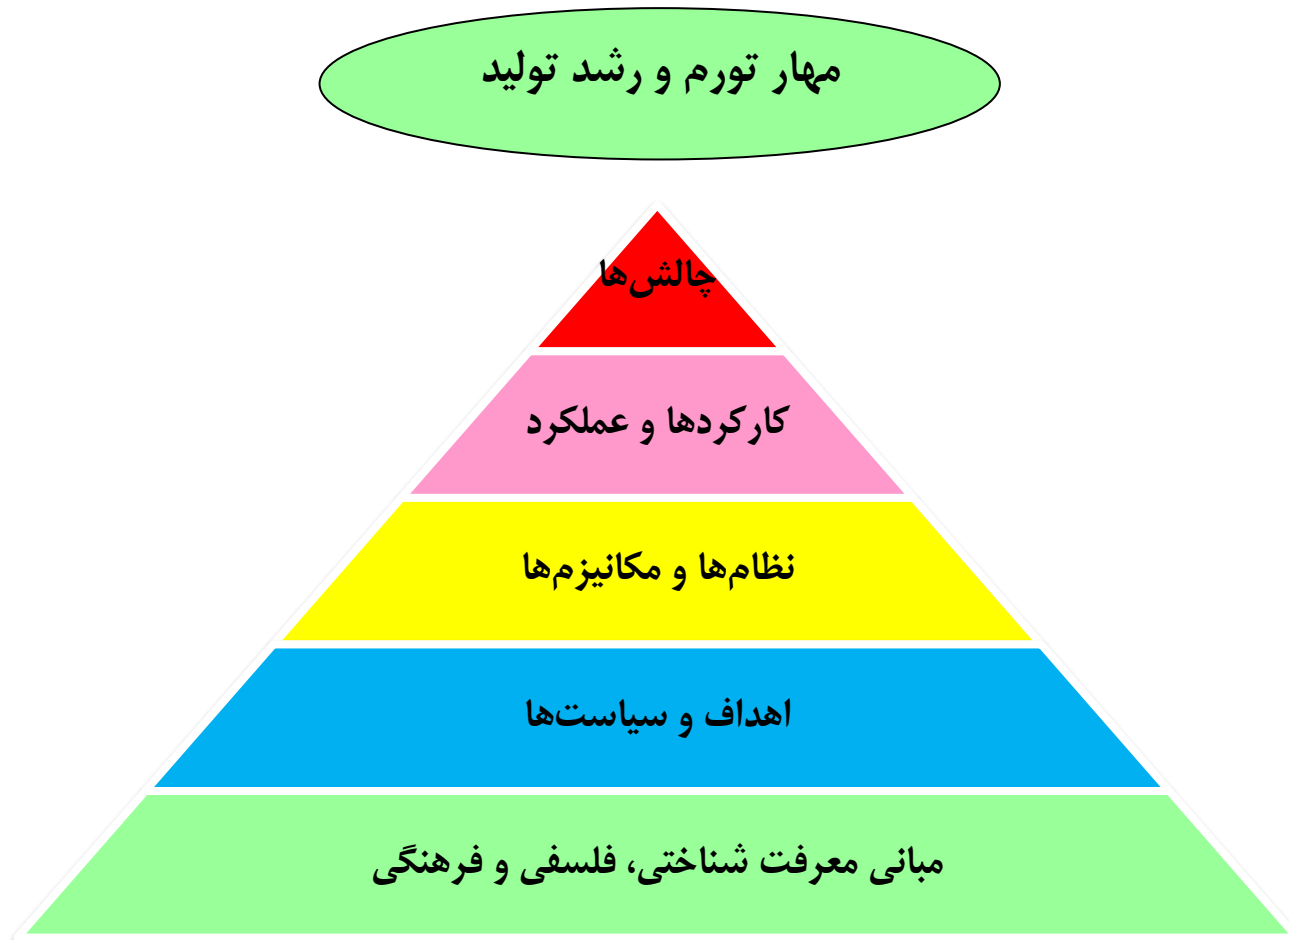 مهار تورم و رشد تولید
چالش‌ها
کارکردها و عملکرد
نظام‌ها و مکانیزم‌ها
اهداف و سیاست‌ها
مبانی معرفت شناختی، فلسفی و فرهنگی